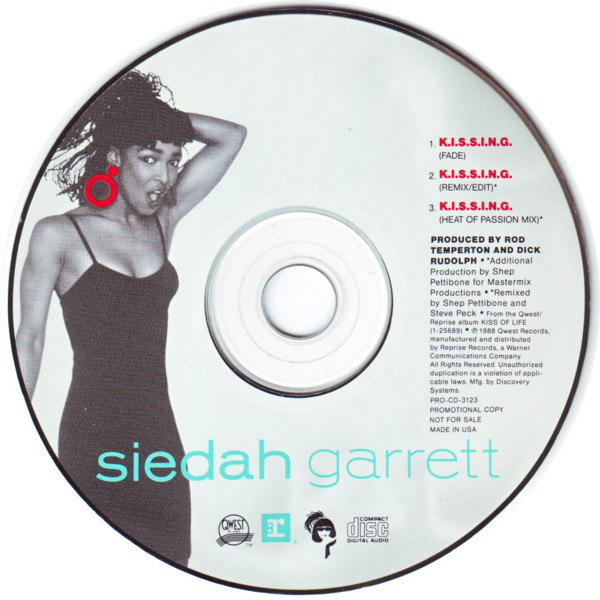 1. K.I.S.S.I.N.G.
(FADE)
2. K.I.S.S.I.N.G.
(REMIX/EDIT)*
3. K.I.S.S.I.N.G.
(HEAT OF PASSION MIX)*
PRODUCED BY ROD
TEMPERTON AND DICK
RUDOLPH • *Additional
Production by Shep
Pettibone for Mastermix
Productions • *Remixed
by Shep Pettibone and
Steve Peck • From the Qwest/
Reprise album KISS OF LIFE
(1-25689) • ℗ 1988 Qwest Records,
manufactured and distributed
by Reprise Records, a Warner
Communications Company
All Rights Reserved. Unauthorized
duplication is a violation of appli-
cable laws. Mfg. by Discovery
Systems.
PRO-CD-3123
PROMOTIONAL COPY
NOT FOR SALE
MADE IN USA
siedah garrett
QWEST TM r COMPACT disc DIGITAL AUDIO